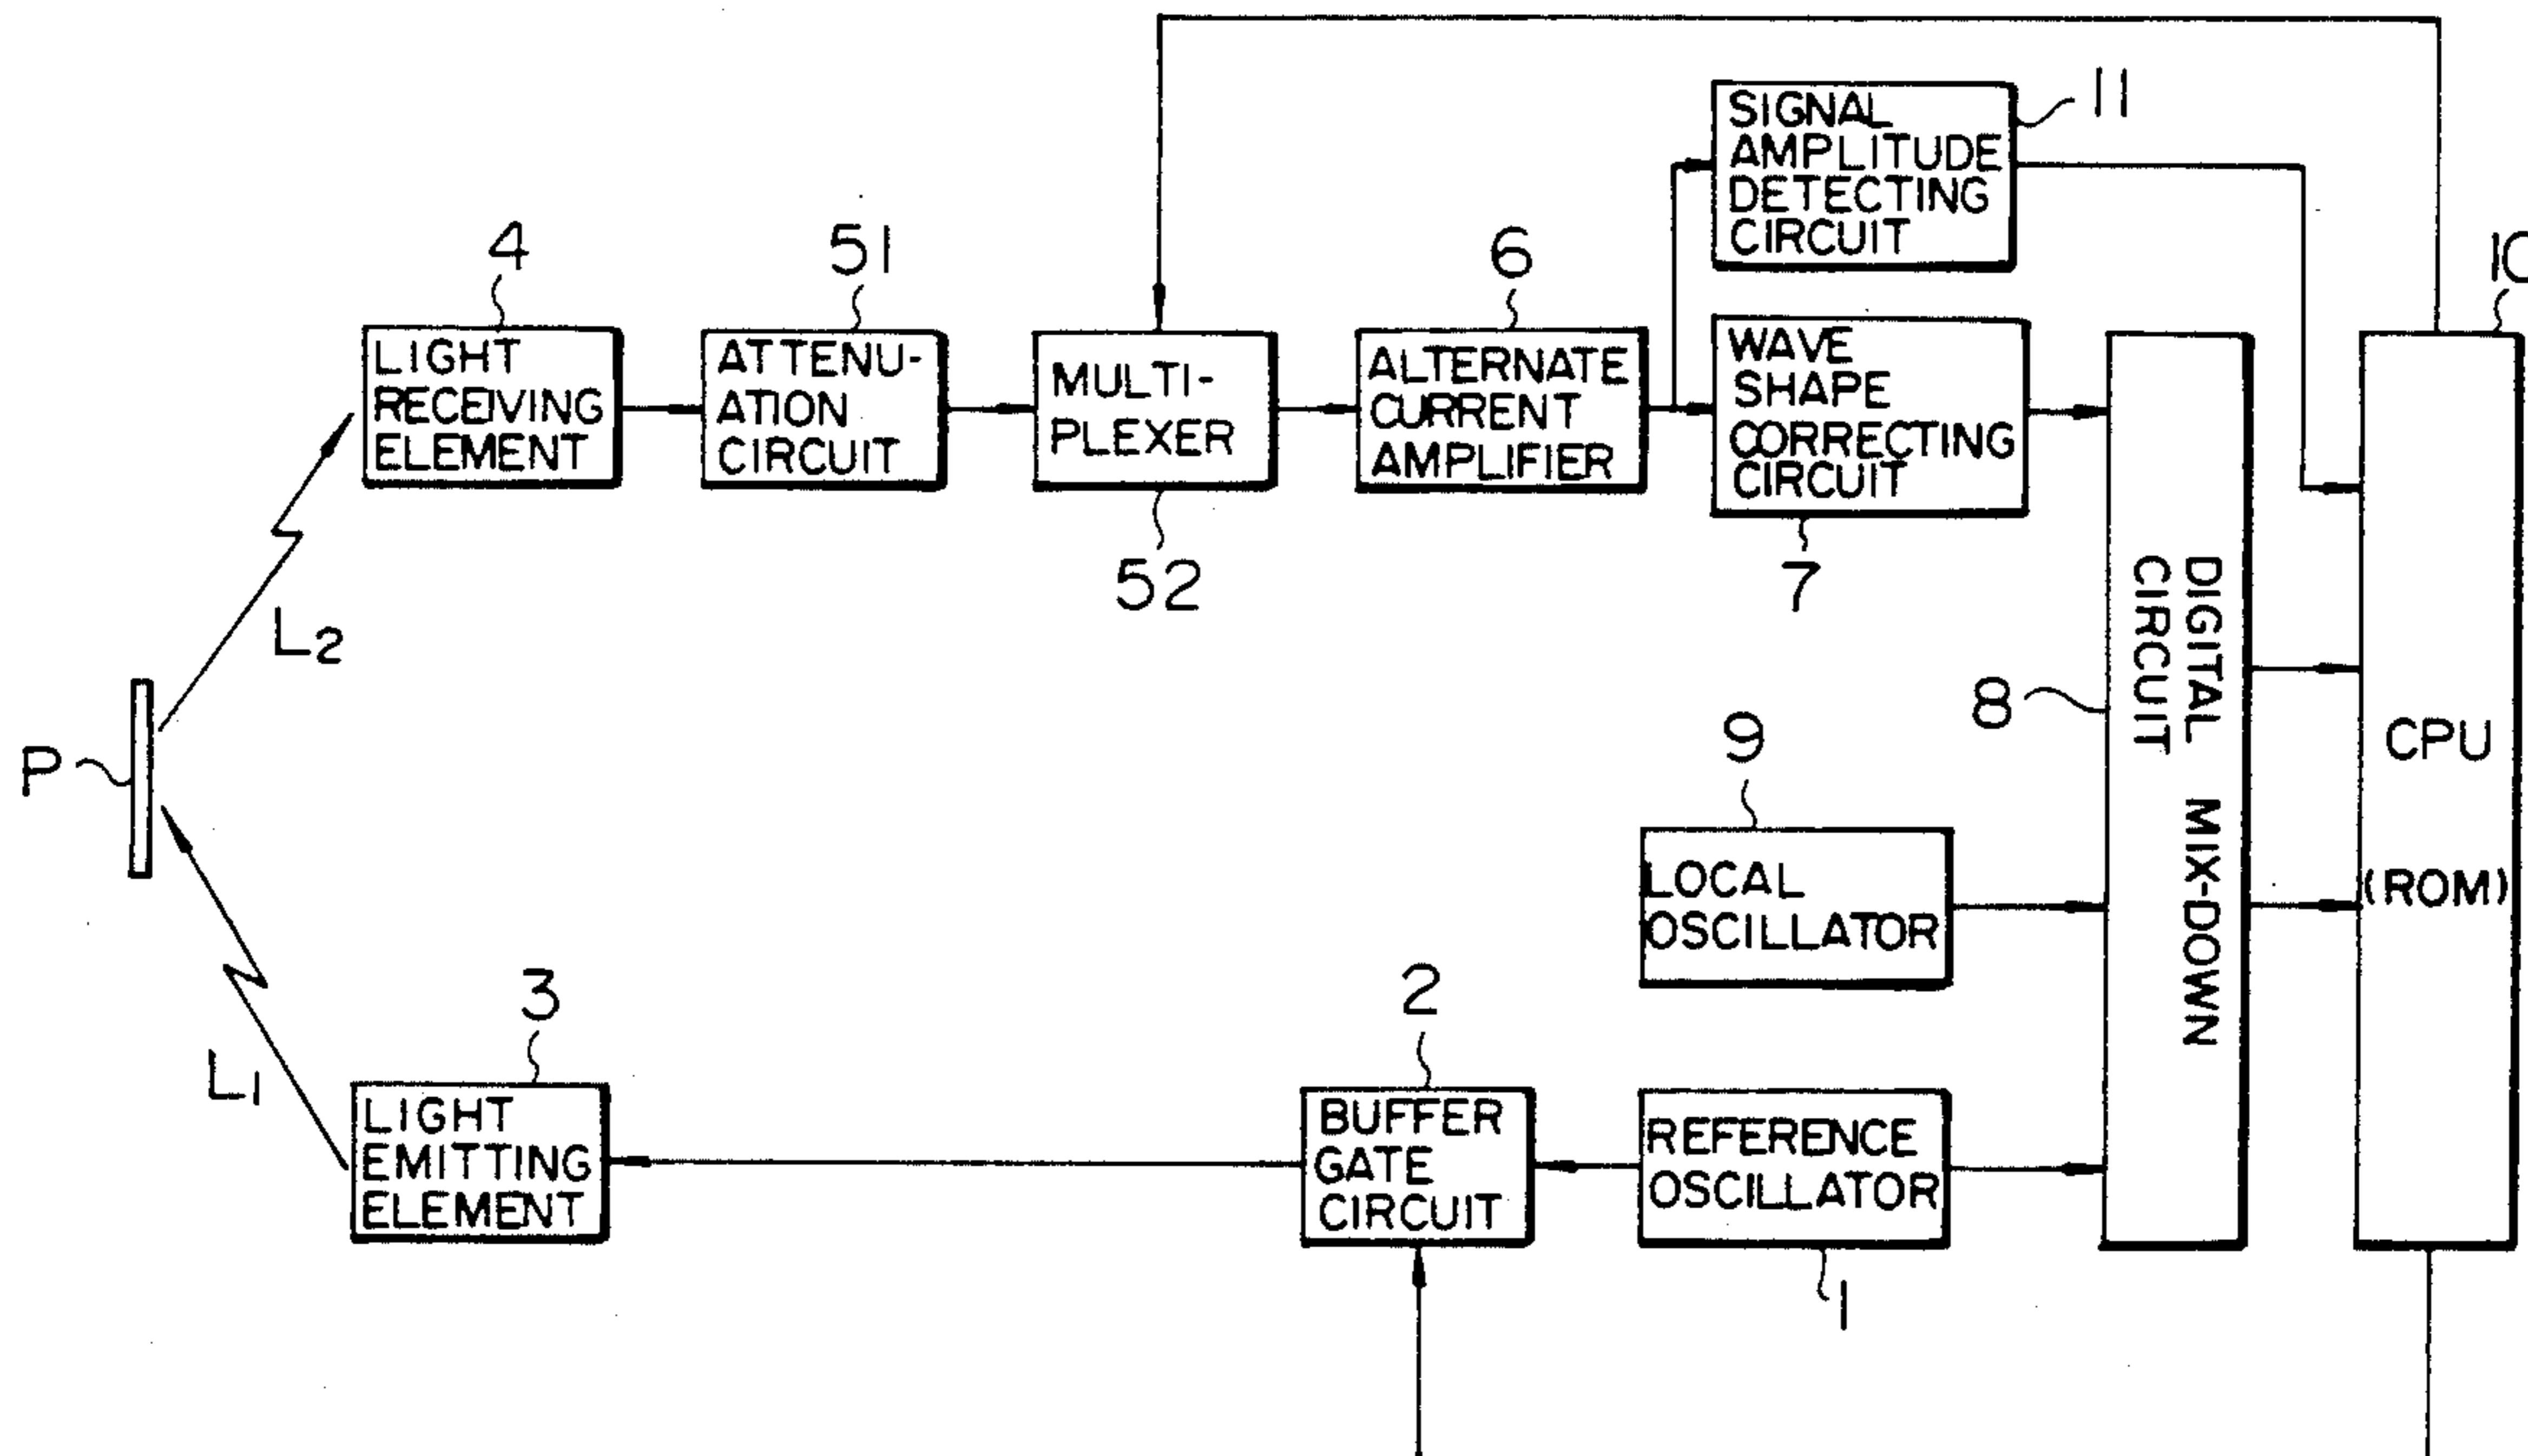 11
SIGNAL
AMPLITUDE
DETECTING
CIRCUIT
4
51
6
10
LIGHT
RECEIVING
ELEMENT
ATTENU-
ATION
CIRCUIT
MULTI-
PLEXER
ALTERNATE
CURRENT
AMPLIFIER
WAVE
SHAPE
CORRECTING
CIRCUIT
52
7
L2
P
8
DIGITAL MIX-DOWN
CIRCUIT
CPU
(ROM)
9
LOCAL
OSCILLATOR
L1
3
2
LIGHT
EMITTING
ELEMENT
BUFFER
GATE
CIRCUIT
REFERENCE
OSCILLATOR
1